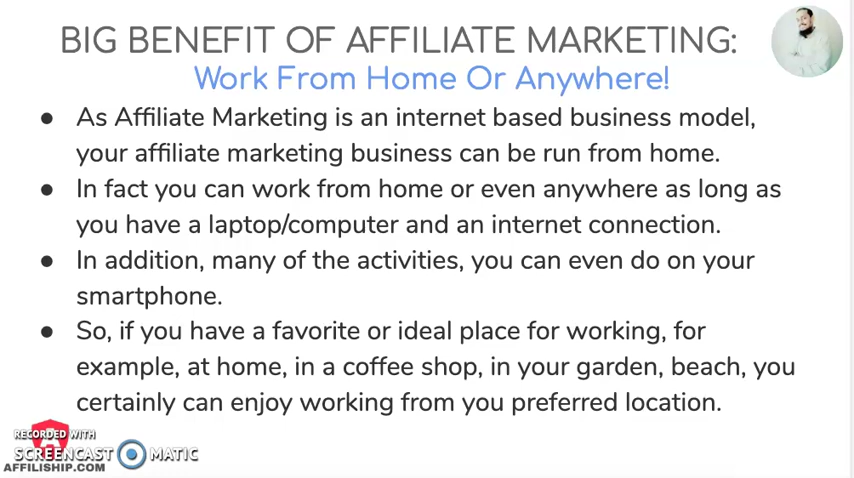 BIG BENEFIT OF AFFILIATE MARKETING:
Work From Home Or Anywhere!
● As Affiliate Marketing is an internet based business model,
your affiliate marketing business can be run from home.
● In fact you can work from home or even anywhere as long as
you have a laptop/computer and an internet connection.
● In addition, many of the activities, you can even do on your
smartphone.
● So, if you have a favorite or ideal place for working, for
example, at home, in a coffee shop, in your garden, beach, you
certainly can enjoy working from you preferred location.
RECORDED WITH
SCREENCAST MATIC
AFFILISHIP.COM